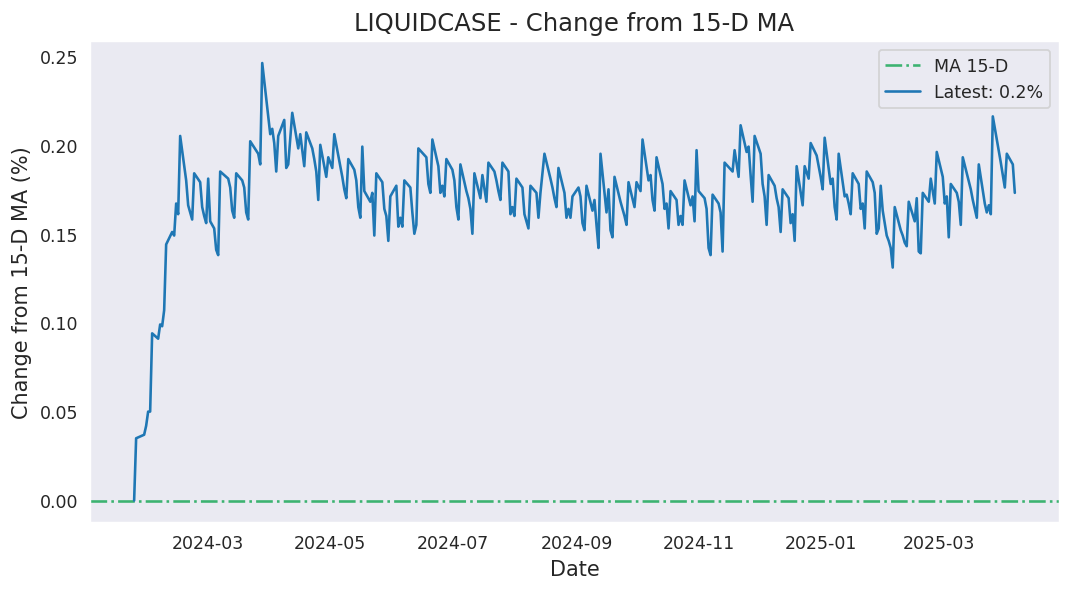 LIQUIDCASE - Change from 15-D MA
MA 15-D
Latest: 0.2%
Change from 15-D MA (%)
0.25
0.20
0.15
0.10
0.05
0.00
2024-03 2024-05 2024-07 2024-09 2024-11 2025-01 2025-03
Date